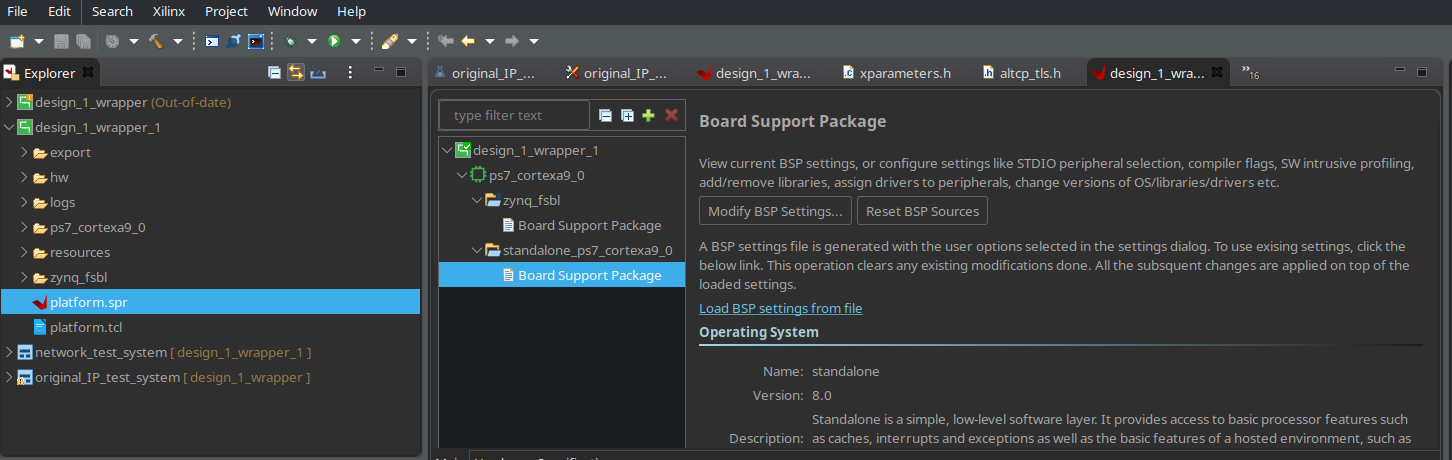 File Edit Search Xilinx Project Window Help
Explorer
original_IP_...
original_IP_...
design_1_wra...
xparameters.h
altcp_tls.h
design_1_wra...
»16
design_1_wrapper (Out-of-date)
design_1_wrapper_1
export
hw
logs
ps7_cortexa9_0
resources
zynq_fsbl
platform.spr
platform.tcl
network_test_system [ design_1_wrapper_1 ]
original_IP_test_system [ design_1_wrapper ]
type filter text
design_1_wrapper_1
ps7_cortexa9_0
zynq_fsbl
Board Support Package
standalone_ps7_cortexa9_0
Board Support Package
Board Support Package
View current BSP settings, or configure settings like STDIO peripheral selection, compiler flags, SW intrusive profiling,
add/remove libraries, assign drivers to peripherals, change versions of OS/libraries/drivers etc.
Modify BSP Settings... Reset BSP Sources
A BSP settings file is generated with the user options selected in the settings dialog. To use exising settings, click the
below link. This operation clears any existing modifications done. All the subsquent changes are applied on top of the
loaded settings.
Load BSP settings from file
Operating System
Name: standalone
Version: 8.0
Standalone is a simple, low-level software layer. It provides access to basic processor features such
Description: as caches, interrupts and exceptions as well as the basic features of a hosted environment, such as